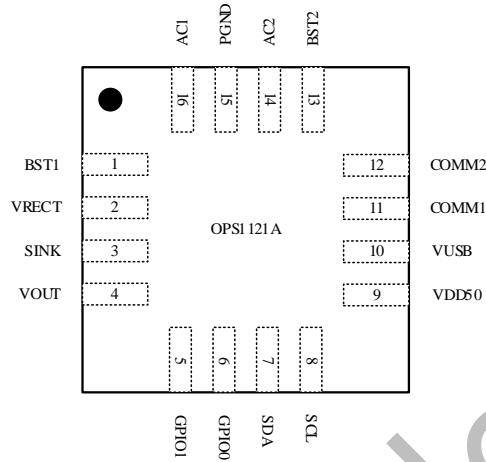 AC1 PGND AC2 BST2
16 15 14 13
BST1 1 12 COMM2
VRECT 2 11 COMM1
OPS1121A
SINK 3 10 VUSB
VOUT 4 9 VDD50
5 6 7 8
GPIO1 GPIO0 SDA SCL